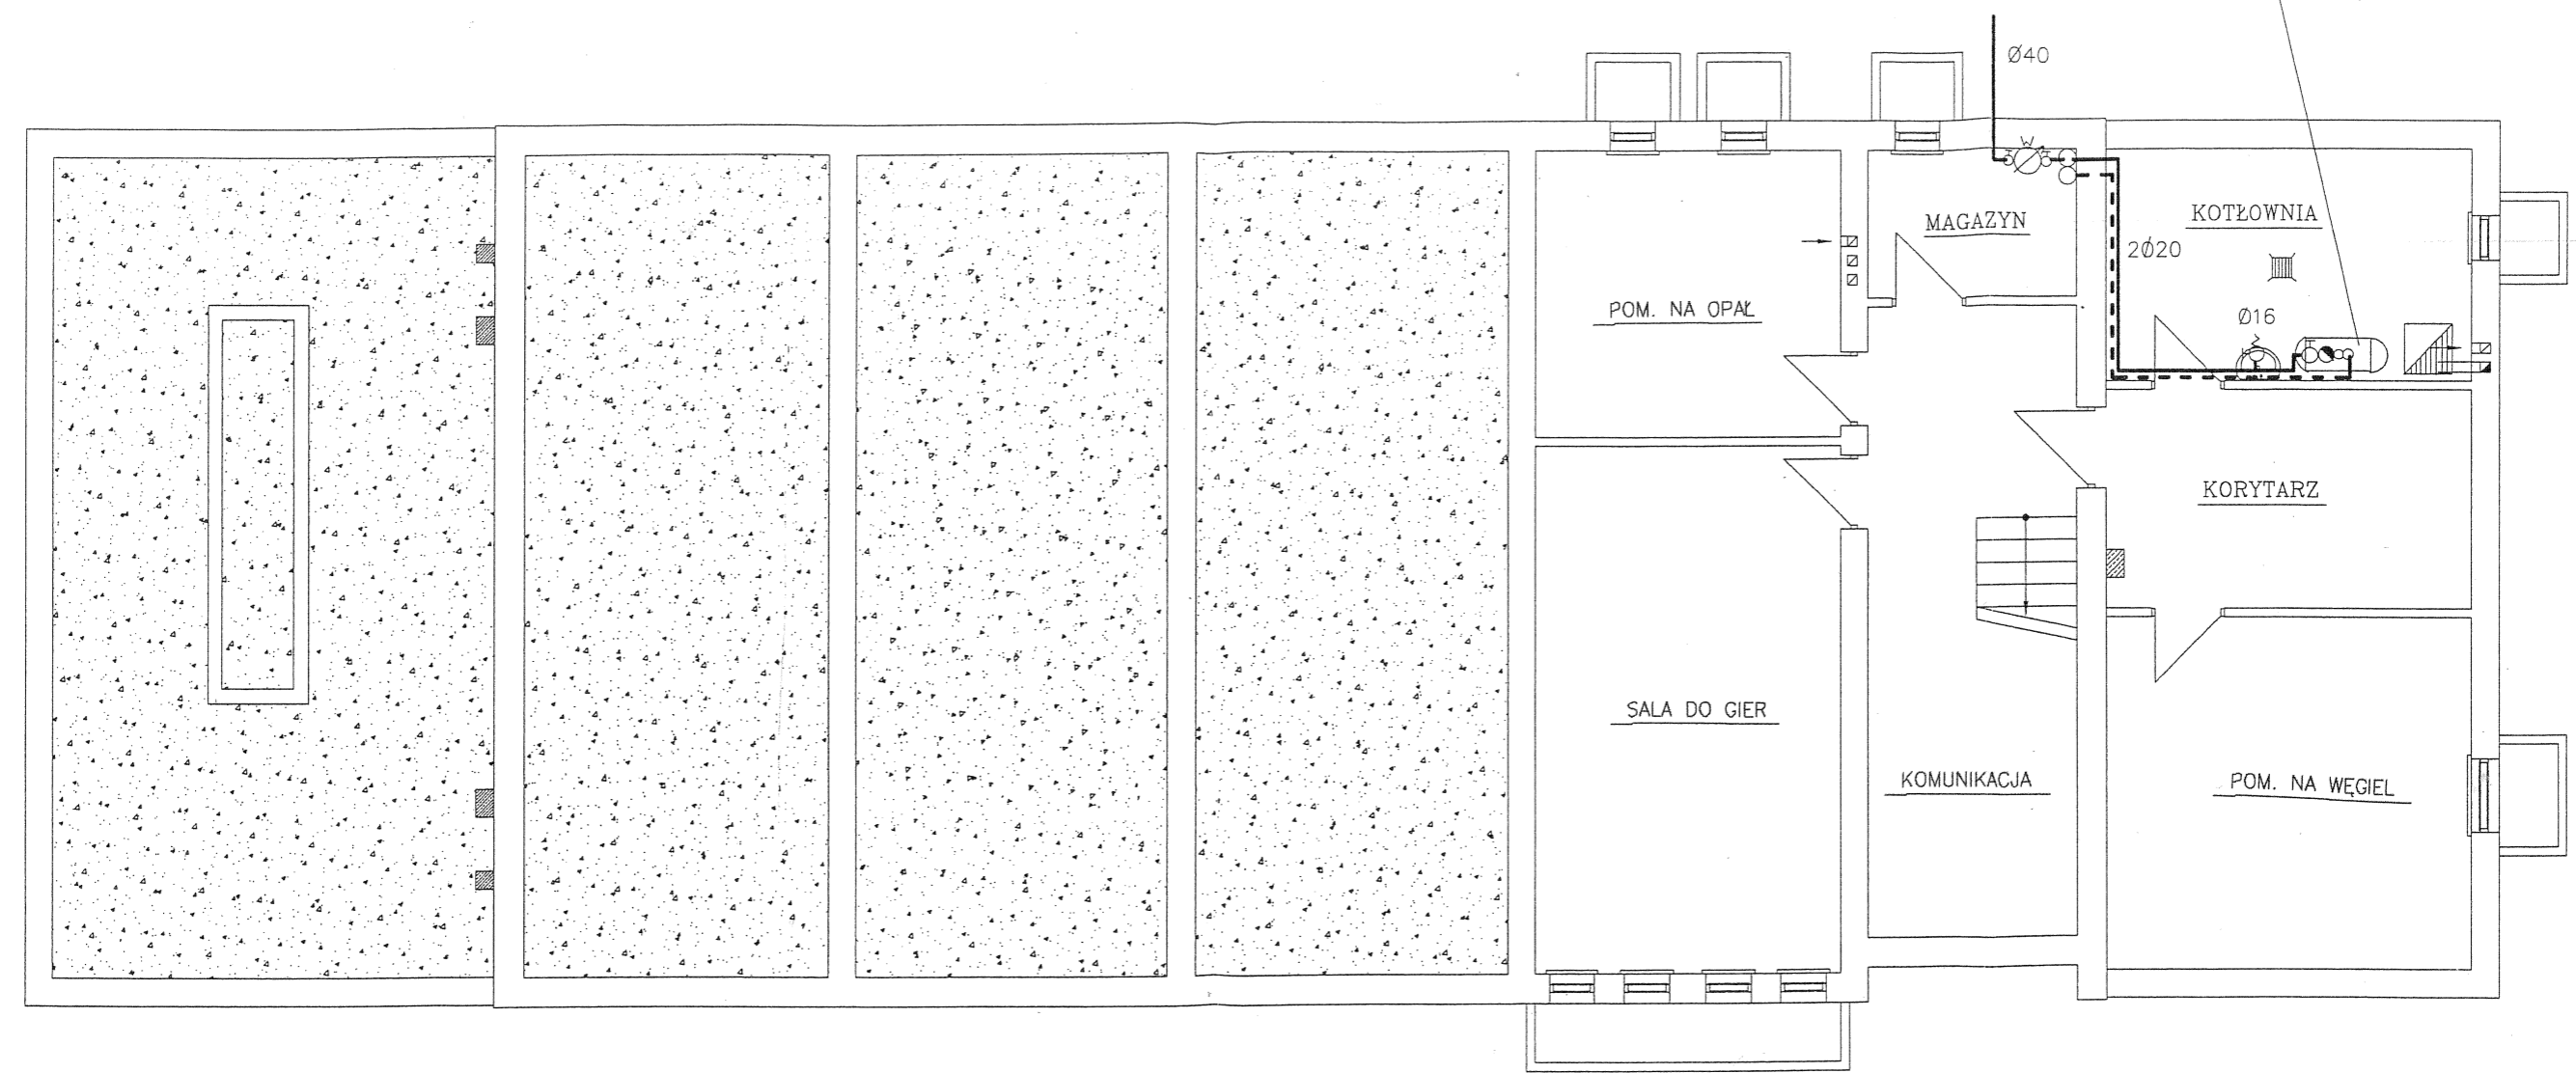 Ø40
W
MAGAZYN
KOTŁOWNIA
2Ø20
POM. NA OPAŁ
Ø16
KORYTARZ
SALA DO GIER
KOMUNIKACJA
POM. NA WĘGIEL